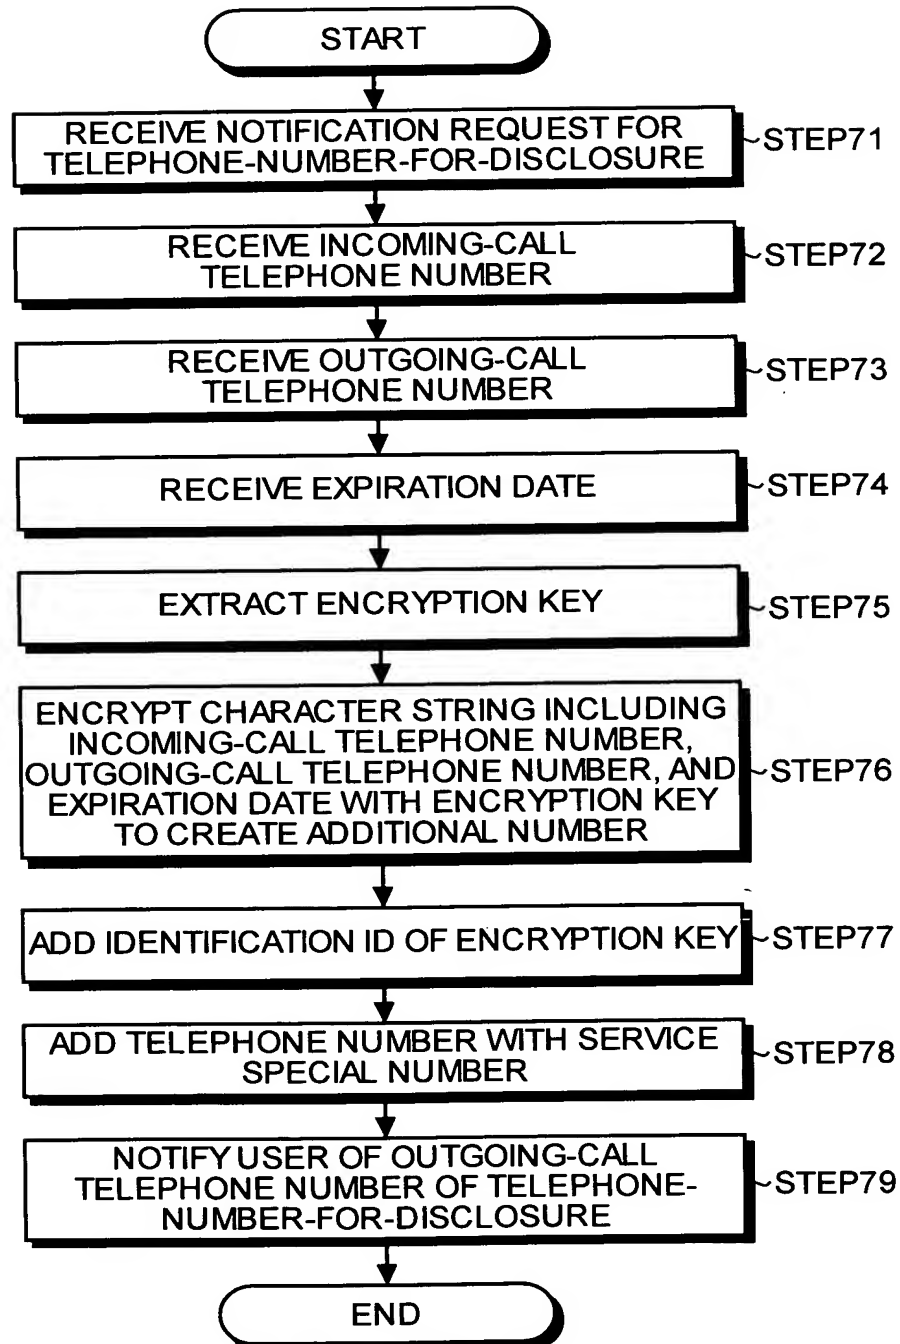 START
RECEIVE NOTIFICATION REQUEST FOR
TELEPHONE-NUMBER-FOR-DISCLOSURE
~STEP71
RECEIVE INCOMING-CALL
TELEPHONE NUMBER
~STEP72
RECEIVE OUTGOING-CALL
TELEPHONE NUMBER
~STEP73
RECEIVE EXPIRATION DATE
~STEP74
EXTRACT ENCRYPTION KEY
~STEP75
ENCRYPT CHARACTER STRING INCLUDING
INCOMING-CALL TELEPHONE NUMBER,
OUTGOING-CALL TELEPHONE NUMBER, AND
EXPIRATION DATE WITH ENCRYPTION KEY
TO CREATE ADDITIONAL NUMBER
~STEP76
ADD IDENTIFICATION ID OF ENCRYPTION KEY
~STEP77
ADD TELEPHONE NUMBER WITH SERVICE
SPECIAL NUMBER
~STEP78
NOTIFY USER OF OUTGOING-CALL
TELEPHONE NUMBER OF TELEPHONE-
NUMBER-FOR-DISCLOSURE
~STEP79
END